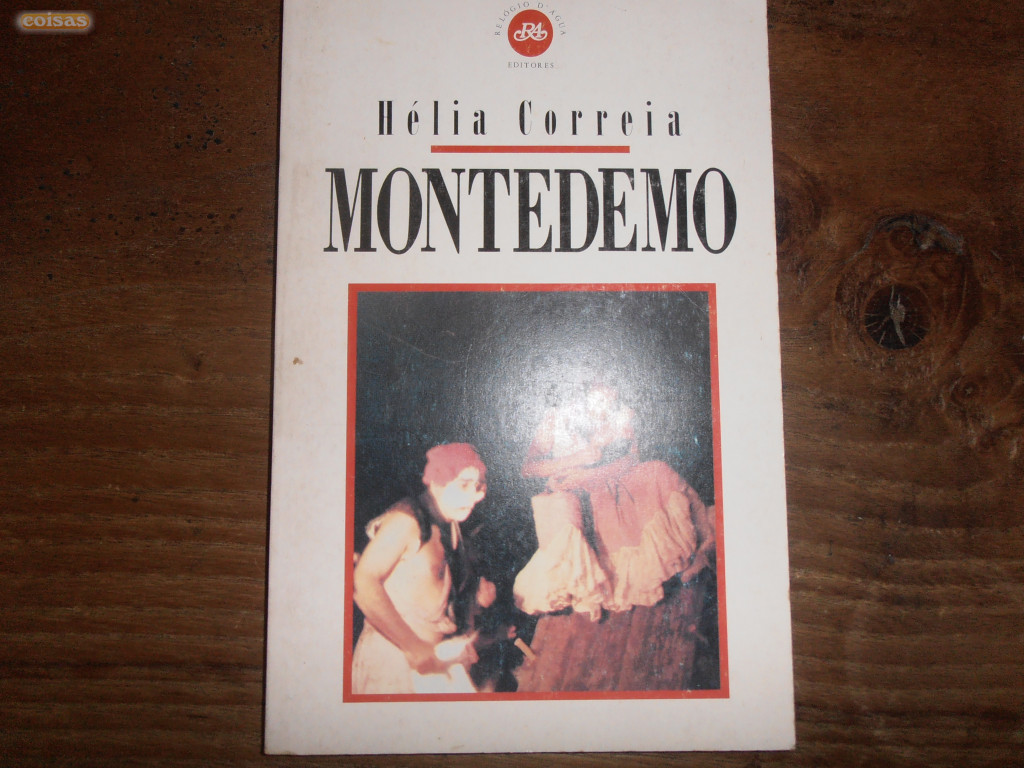 coisas
RELÓGIO D'ÁGUA
RA
EDITORES
Hélia Correia
MONTEDEMO